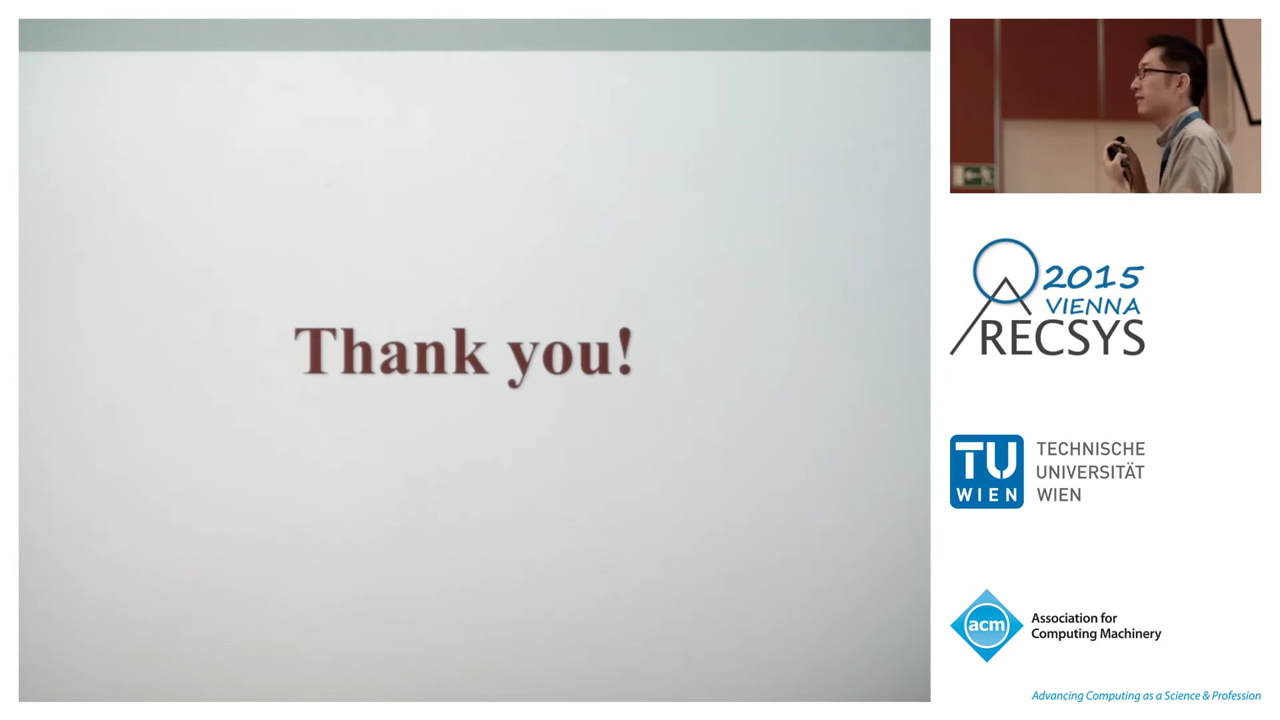 Thank you!
2015
VIENNA
RECSYS
TU
WIEN
TECHNISCHE
UNIVERSITÄT
WIEN
acm
Association for
Computing Machinery
Advancing Computing as a Science & Profession